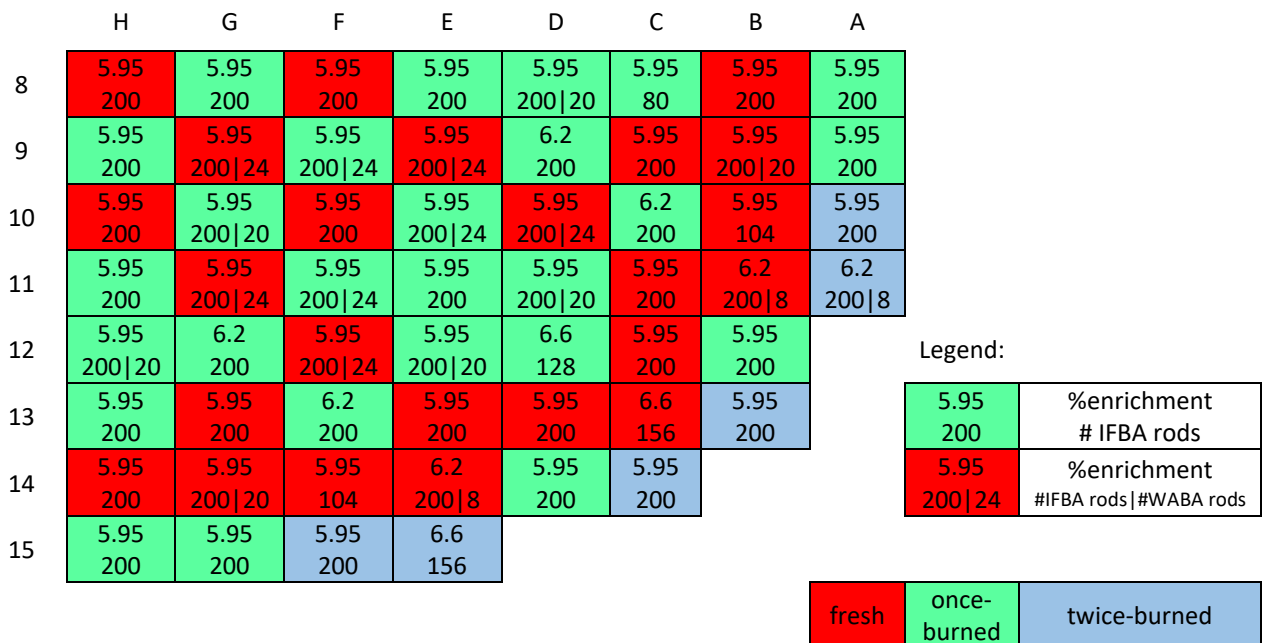 H G F E D C B A
8 5.95 5.95 5.95 5.95 5.95 5.95 5.95 5.95
200 200 200 200 200|20 80 200 200
9 5.95 5.95 5.95 5.95 6.2 5.95 5.95 5.95
200 200|24 200|24 200|24 200 200 200|20 200
10 5.95 5.95 5.95 5.95 5.95 6.2 5.95 5.95
200 200|20 200 200|24 200|24 200 104 200
11 5.95 5.95 5.95 5.95 5.95 5.95 6.2 6.2
200 200|24 200|24 200 200|20 200 200|8 200|8
12 5.95 6.2 5.95 5.95 6.6 5.95 5.95
200|20 200 200|24 200|20 128 200 200
13 5.95 5.95 6.2 5.95 5.95 6.6 5.95
200 200 200 200 200 156 200
14 5.95 5.95 5.95 6.2 5.95 5.95
200 200|20 104 200|8 200 200
15 5.95 5.95 5.95 6.6
200 200 200 156
Legend:
5.95 %enrichment
200 # IFBA rods
5.95 %enrichment
200|24 #IFBA rods|#WABA rods
fresh once-burned twice-burned